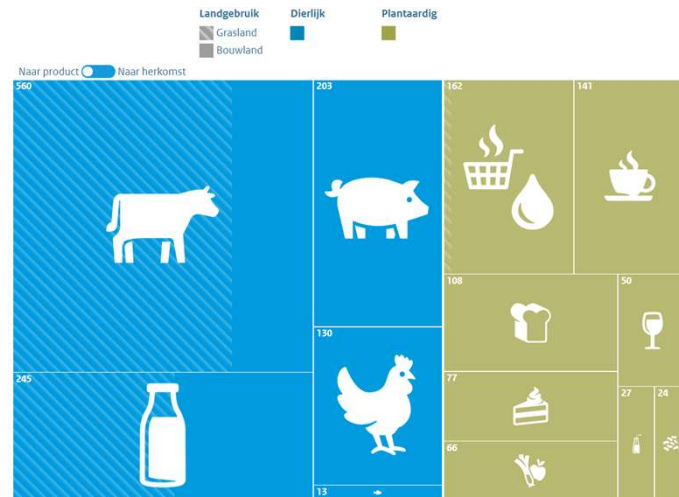 Landgebruik Dierlijk Plantaardig
Grasland
Bouwland
Naar product Naar herkomst
560 203 162 141
108 50
130
245 77
27 24
66
13